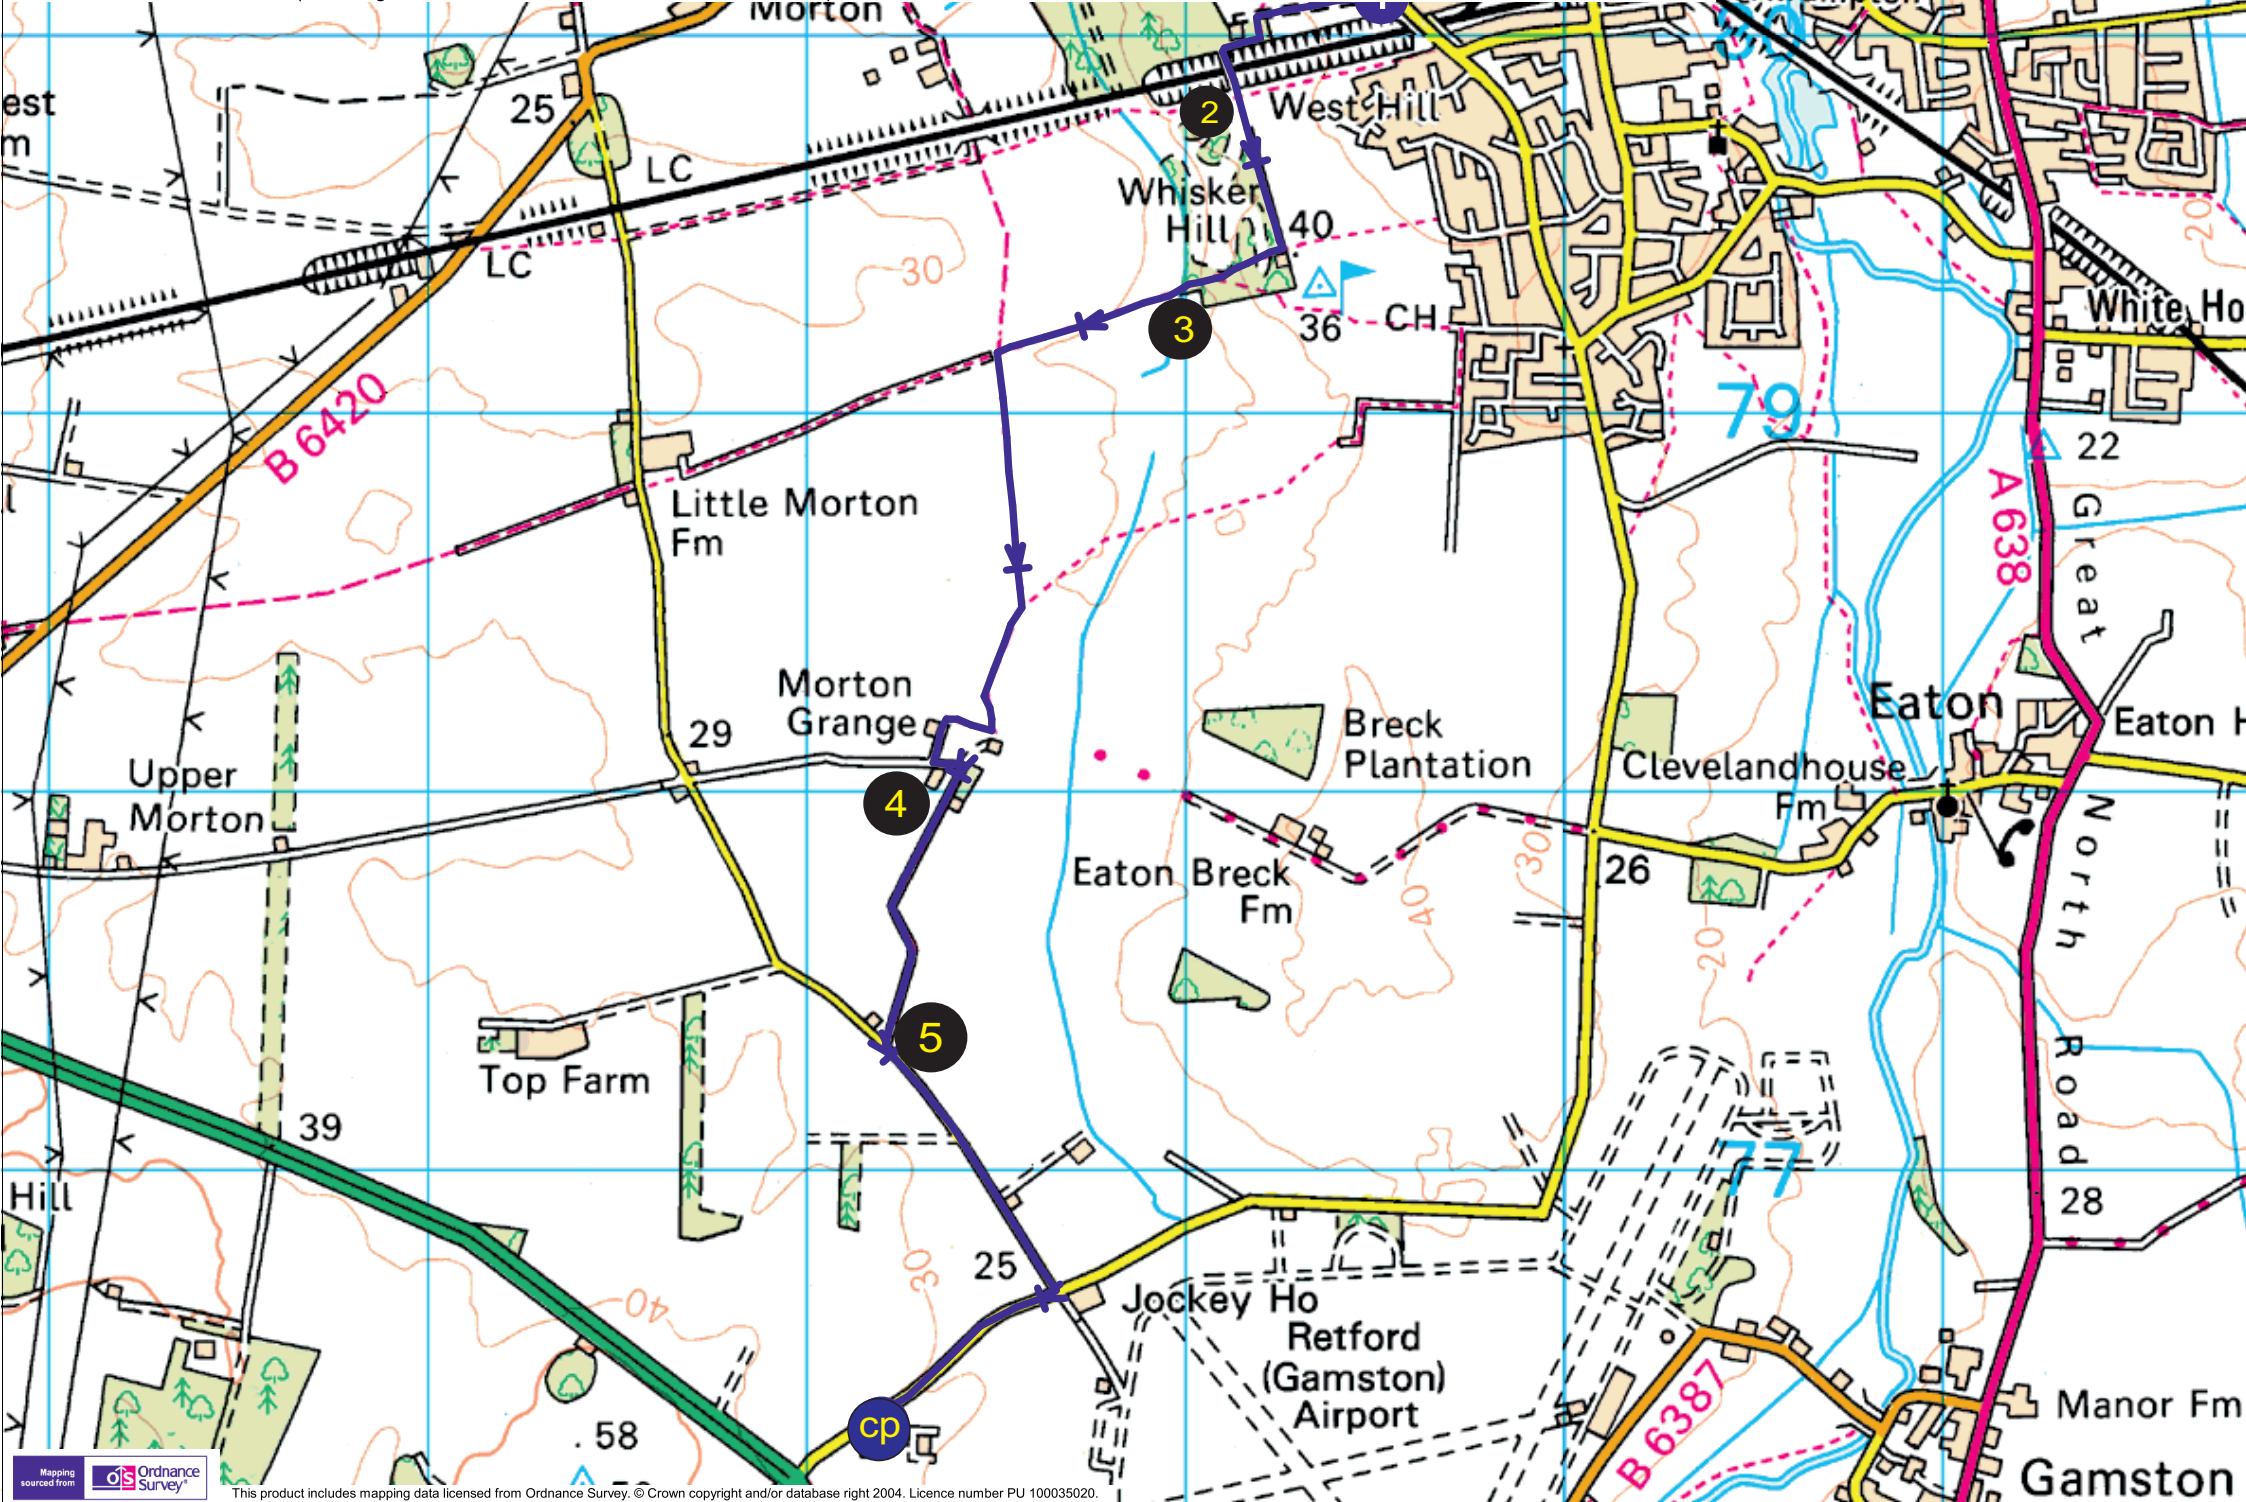 Morton
25
est
m
LC
LC
2
West Hill
Whisker
Hill
40
30
3
36
CH
20
White Ho
B 6420
79
22
A 638
Great
Little Morton
Fm
Morton
Grange
29
4
Upper
Morton
Breck
Plantation
Eaton
Eaton H
Clevelandhouse
Fm
North
Eaton Breck
Fm
40
30
26
20
5
Top Farm
39
Road
77
28
Hill
25
30
40
Jockey Ho
Retford
(Gamston)
Airport
cp
58
B 6387
Manor Fm
Gamston
Mapping
sourced from
OS Ordnance
Survey®
This product includes mapping data licensed from Ordnance Survey. © Crown copyright and/or database right 2004. Licence number PU 100035020.